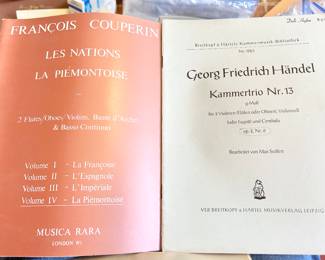 FRANÇOIS COUPERIN
LES NATIONS
LA PIÉMONTOISE
2 Flutes/Oboes/Violins, Basse d'Archet
& Basso Continuo
Volume I - La Françoise
Volume II - L'Espagnole
Volume III - L'Impériale
Volume IV - La Piémontoise
MUSICA RARA
LONDON W1
Breitkopf & Härtels Kammermusik-Bibliothek
Georg Friedrich Händel
Kammertrio Nr. 13
g-Moll
für 2 Violinen (Flöten oder Oboen), Violoncell
(oder Fagott) und Cembalo
op. 5, Nr.
Bearbeitet von Max Seiffert
VEB BREITKOPF & HÄRTEL MUSIKVERLAG LEIPZIG